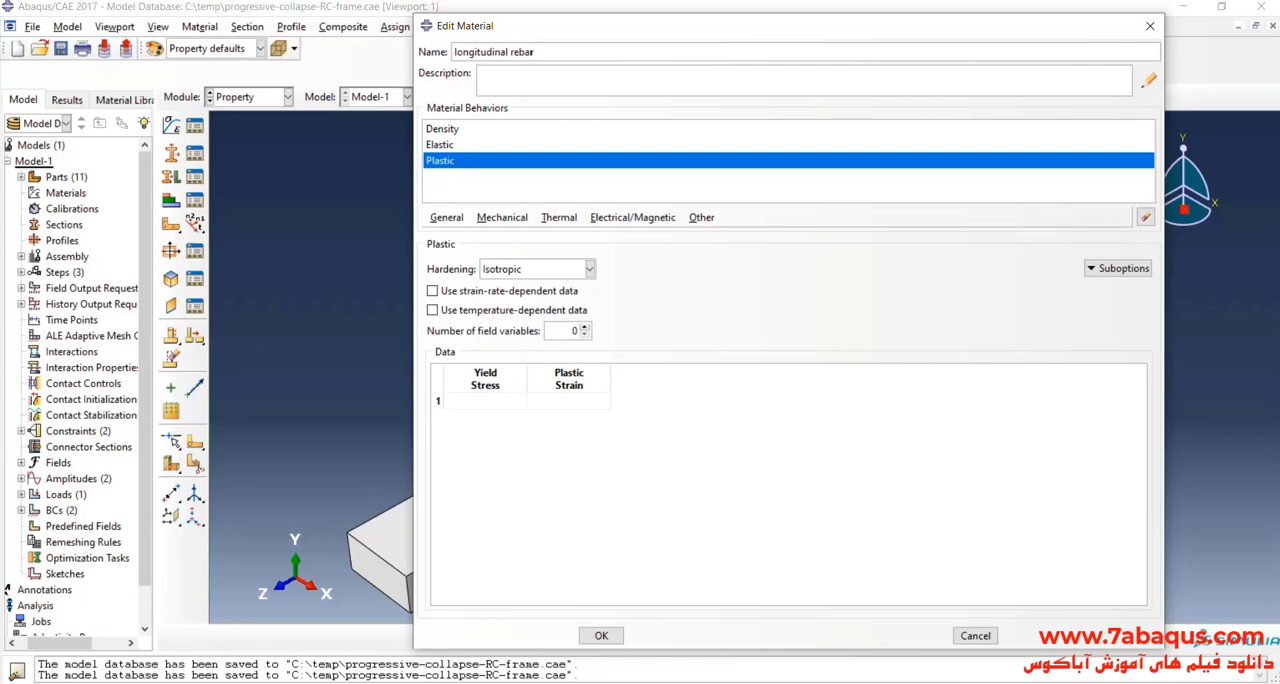 Abaqus/CAE 2017 - Model Database: C:\temp\progressive-collapse-RC-frame.cae [Viewport: 1]
File Model Viewport View Material Section Profile Composite Assign
Property defaults
Model Results Material Libra
Module: Property Model: Model-1
Model D
Models (1)
Model-1
Parts (11)
Materials
Calibrations
Sections
Profiles
Assembly
Steps (3)
Field Output Request
History Output Requ
Time Points
ALE Adaptive Mesh C
Interactions
Interaction Properties
Contact Controls
Contact Initialization
Contact Stabilization
Constraints (2)
Connector Sections
Fields
Amplitudes (2)
Loads (1)
BCs (2)
Predefined Fields
Remeshing Rules
Optimization Tasks
Sketches
Annotations
Analysis
Jobs
Edit Material
Name: longitudinal rebar
Description:
Material Behaviors
Density
Elastic
Plastic
General Mechanical Thermal Electrical/Magnetic Other
Plastic
Hardening: Isotropic
Suboptions
Use strain-rate-dependent data
Use temperature-dependent data
Number of field variables: 0
Data
Yield Stress Plastic Strain
1
OK Cancel
Y
X
Y
Z X
www.7abaqus.com
دانلود فیلم های آموزش آباکوس
The model database has been saved to "C:\temp\progressive-collapse-RC-frame.cae".
The model database has been saved to "C:\temp\progressive-collapse-RC-frame.cae".